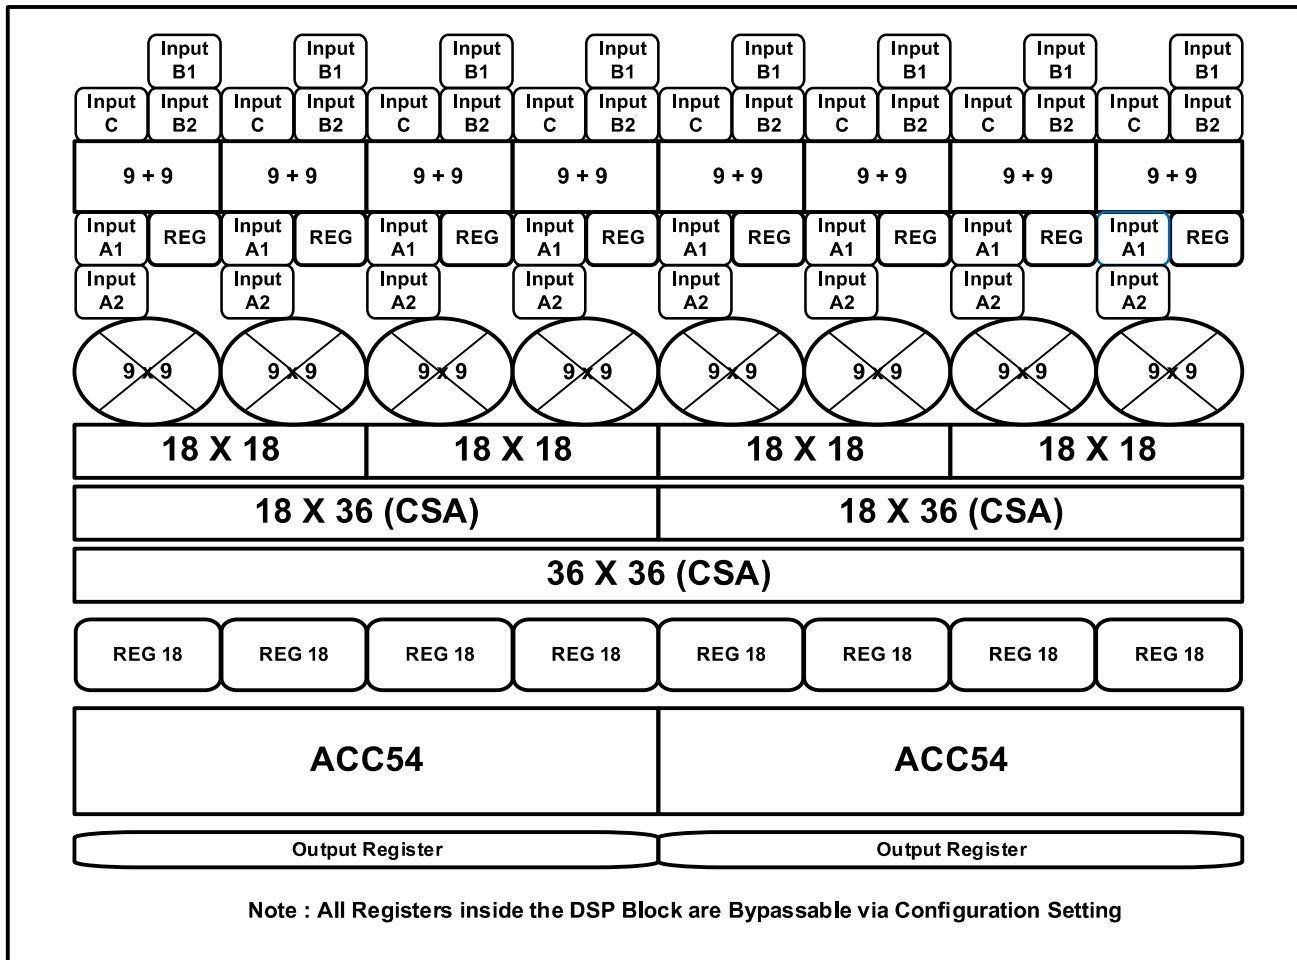 Input Input Input Input Input Input Input Input
B1 B1 B1 B1 B1 B1 B1 B1
Input Input Input Input Input Input Input Input Input Input Input Input Input Input Input Input
C B2 C B2 C B2 C B2 C B2 C B2 C B2 C B2
9 + 9 9 + 9 9 + 9 9 + 9 9 + 9 9 + 9 9 + 9 9 + 9
Input REG Input REG Input REG Input REG Input REG Input REG Input REG Input REG
A1 A1 A1 A1 A1 A1 A1 A1
Input Input Input Input Input Input Input Input
A2 A2 A2 A2 A2 A2 A2 A2
9 x 9 9 x 9 9 x 9 9 x 9 9 x 9 9 x 9 9 x 9 9 x 9
18 X 18 18 X 18 18 X 18 18 X 18
18 X 36 (CSA) 18 X 36 (CSA)
36 X 36 (CSA)
REG 18 REG 18 REG 18 REG 18 REG 18 REG 18 REG 18 REG 18
ACC54 ACC54
Output Register Output Register
Note : All Registers inside the DSP Block are Bypassable via Configuration Setting